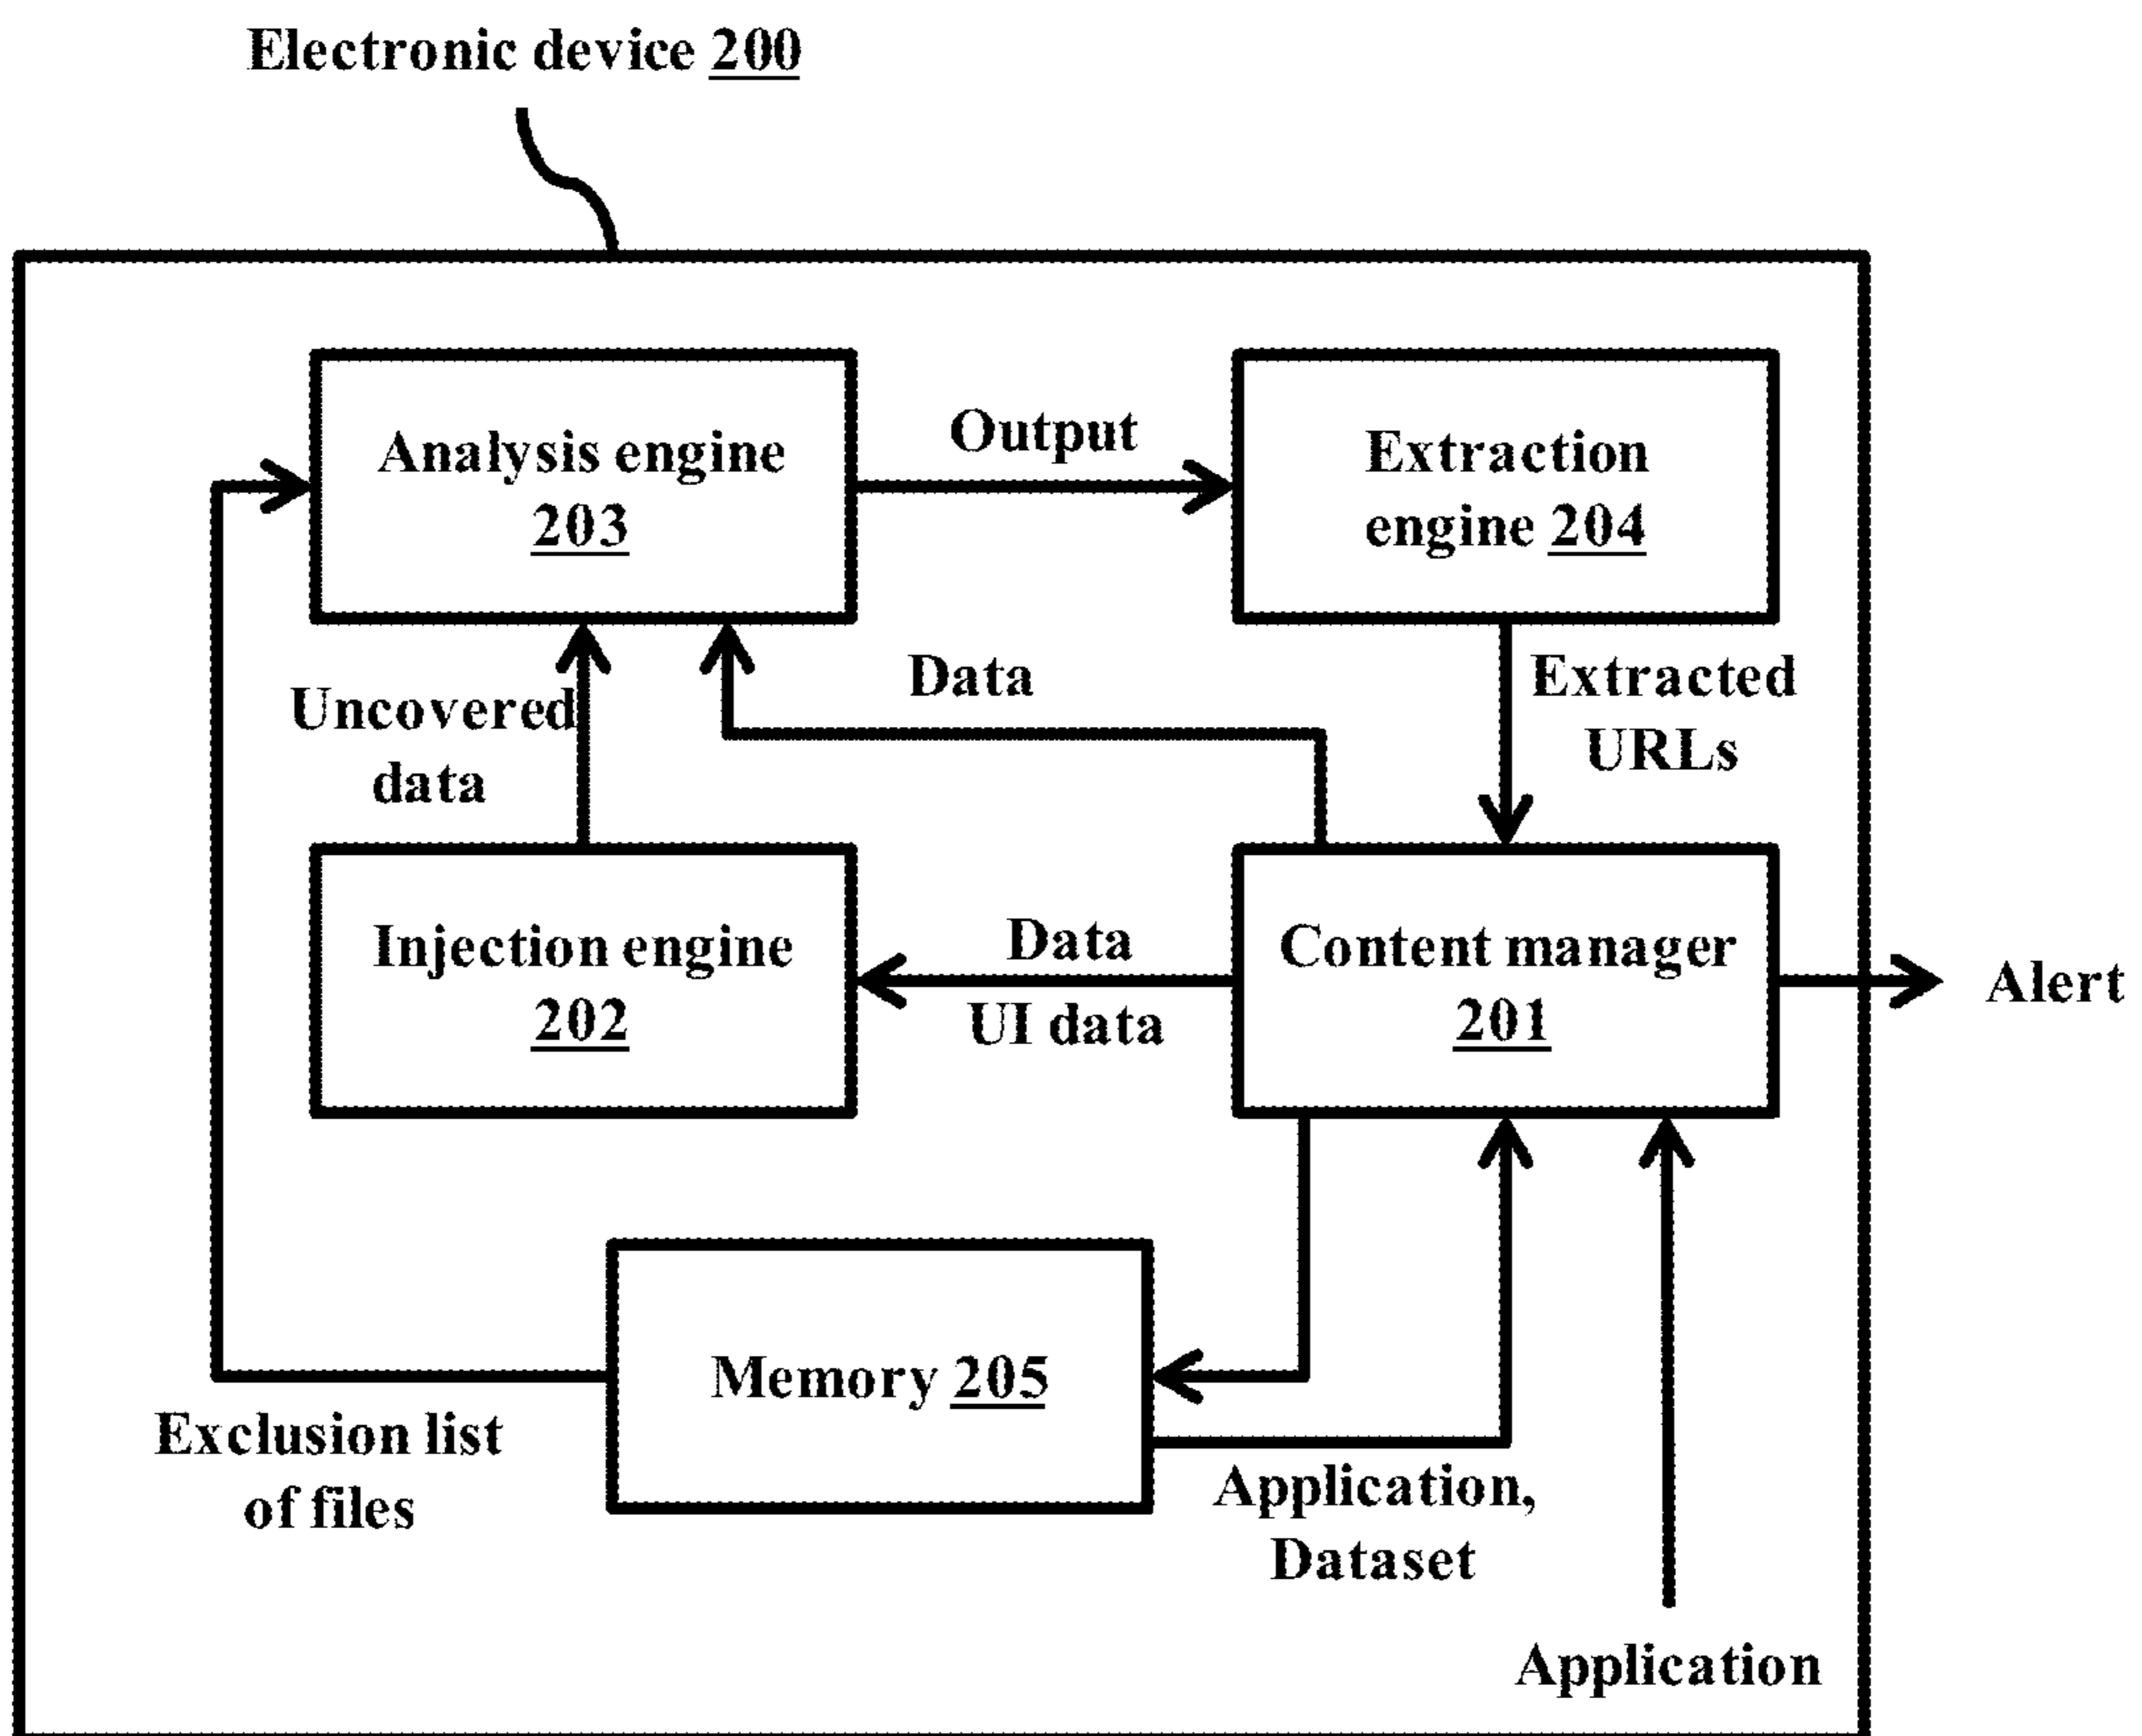 Electronic device 200
Analysis engine
203
Output
Extraction
engine 204
Uncovered
data
Data
Extracted
URLs
Injection engine
202
Data
UI data
Content manager
201
Alert
Memory 205
Exclusion list
of files
Application,
Dataset
Application